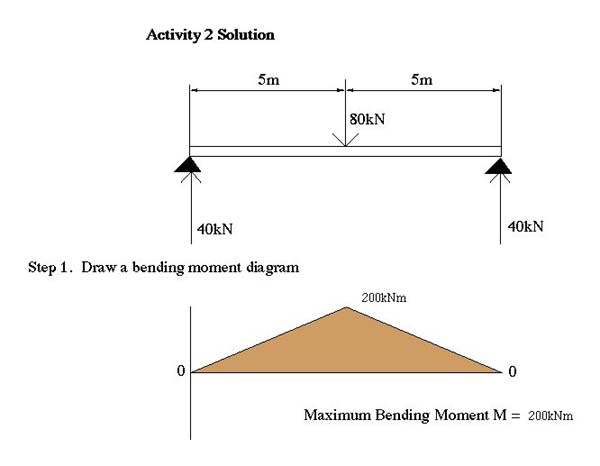 Activity 2 Solution
5m 5m
80kN
40kN 40kN
Step 1. Draw a bending moment diagram
200kNm
0 0
Maximum Bending Moment M = 200kNm